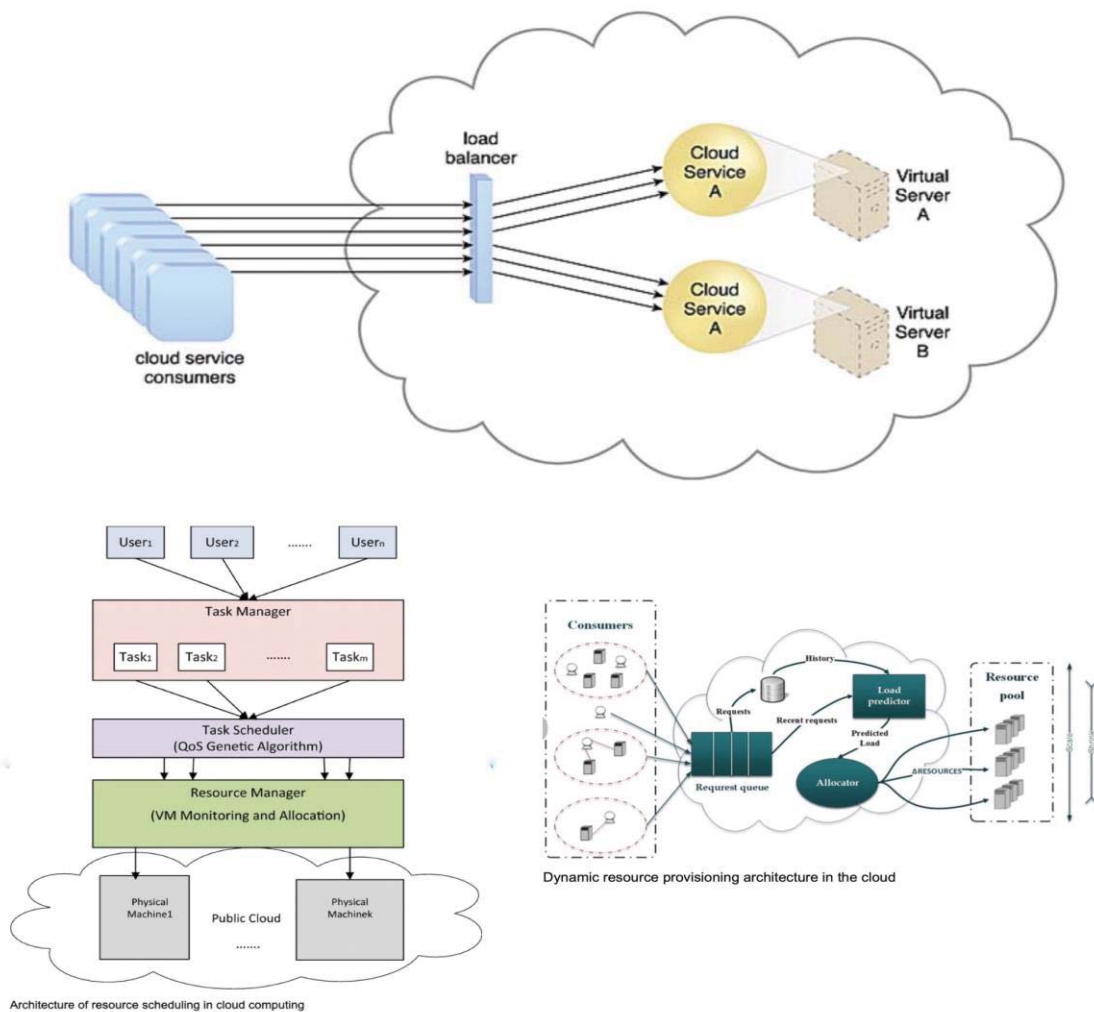 load
balancer
Cloud
Service
A
Virtual
Server
A
Cloud
Service
A
Virtual
Server
B
cloud service
consumers
User1
User2
.......
Usern
Task Manager
Task1
Task2
.......
Taskm
Task Scheduler
(QoS Genetic Algorithm)
Resource Manager
(VM Monitoring and Allocation)
Physical
Machine1
Public Cloud
.......
Physical
Machinek
Architecture of resource scheduling in cloud computing
Consumers
History
Requests
Recent requests
Load
predictor
Predicted
Load
Requrest queue
Allocator
ΔRESOURCES
Resource
pool
Scale
Dynamic resource provisioning architecture in the cloud